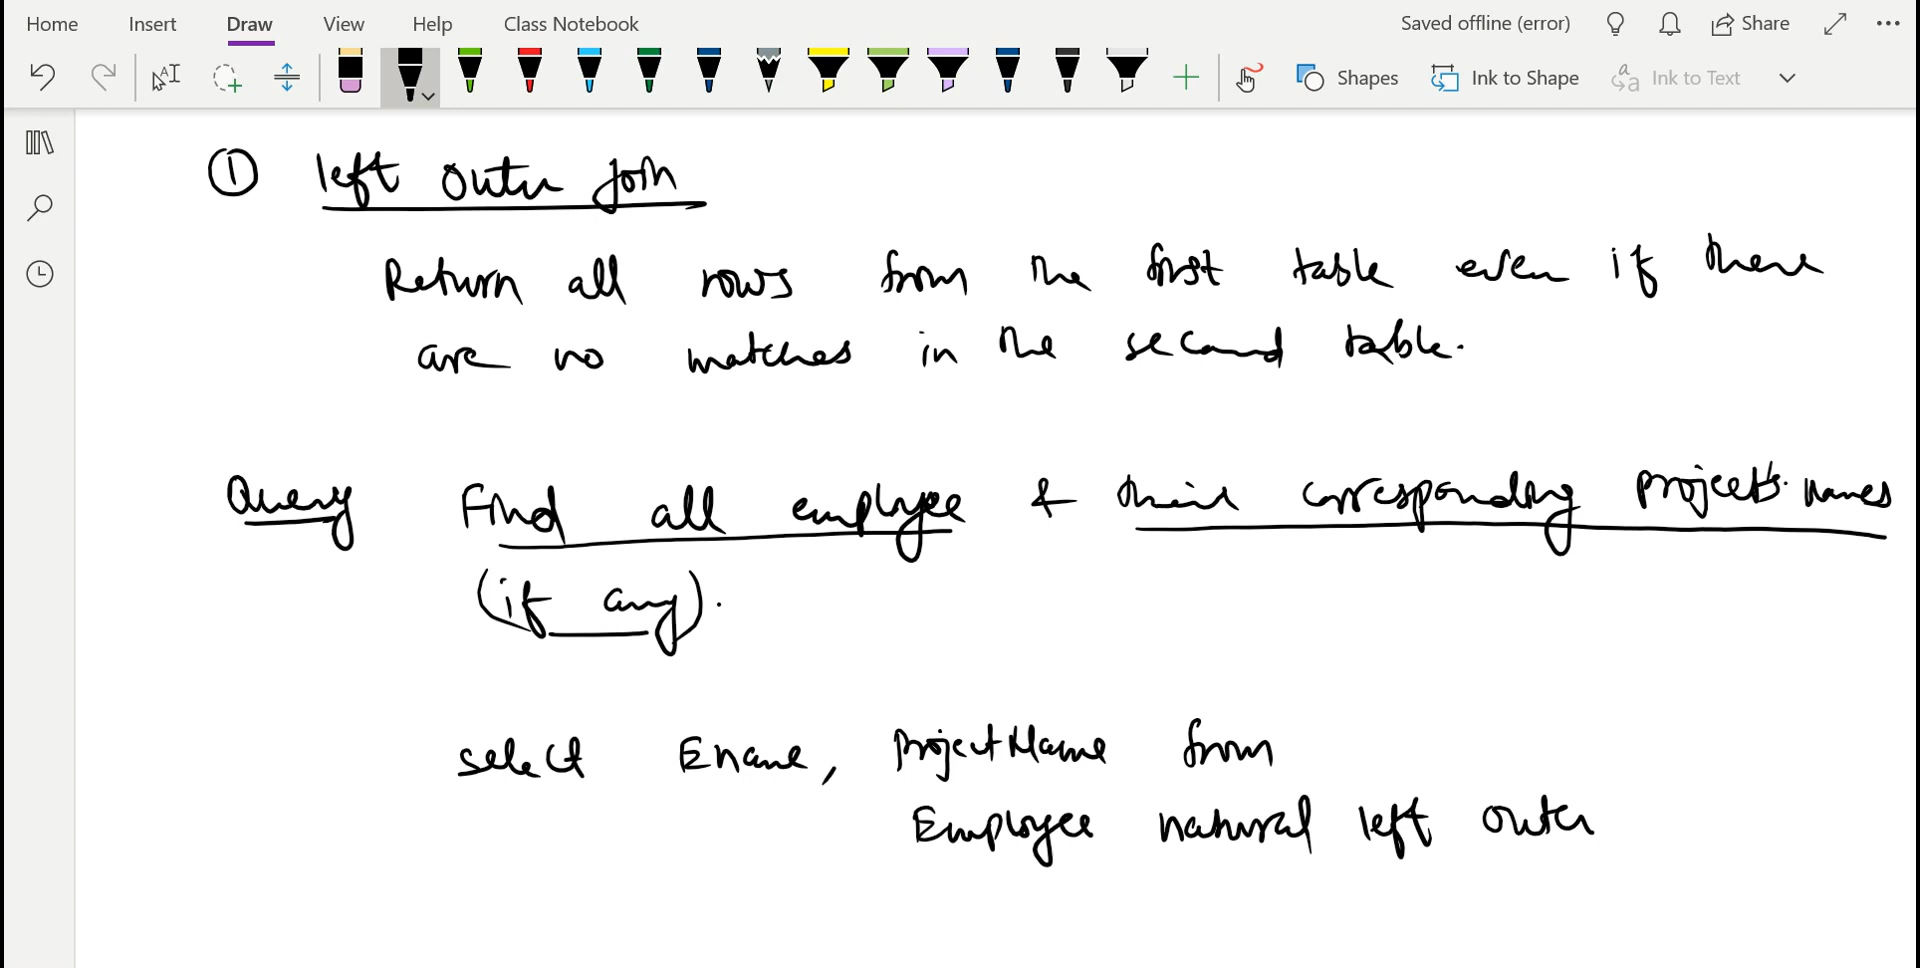 Home Insert Draw View Help Class Notebook Saved offline (error) Share
Shapes Ink to Shape Ink to Text
① left outer join
Return all rows from the first table even if there
are no matches in the second table.
Query Find all employee & their corresponding projects names
(if any).
select Ename, ProjectName from
Employee natural left outer